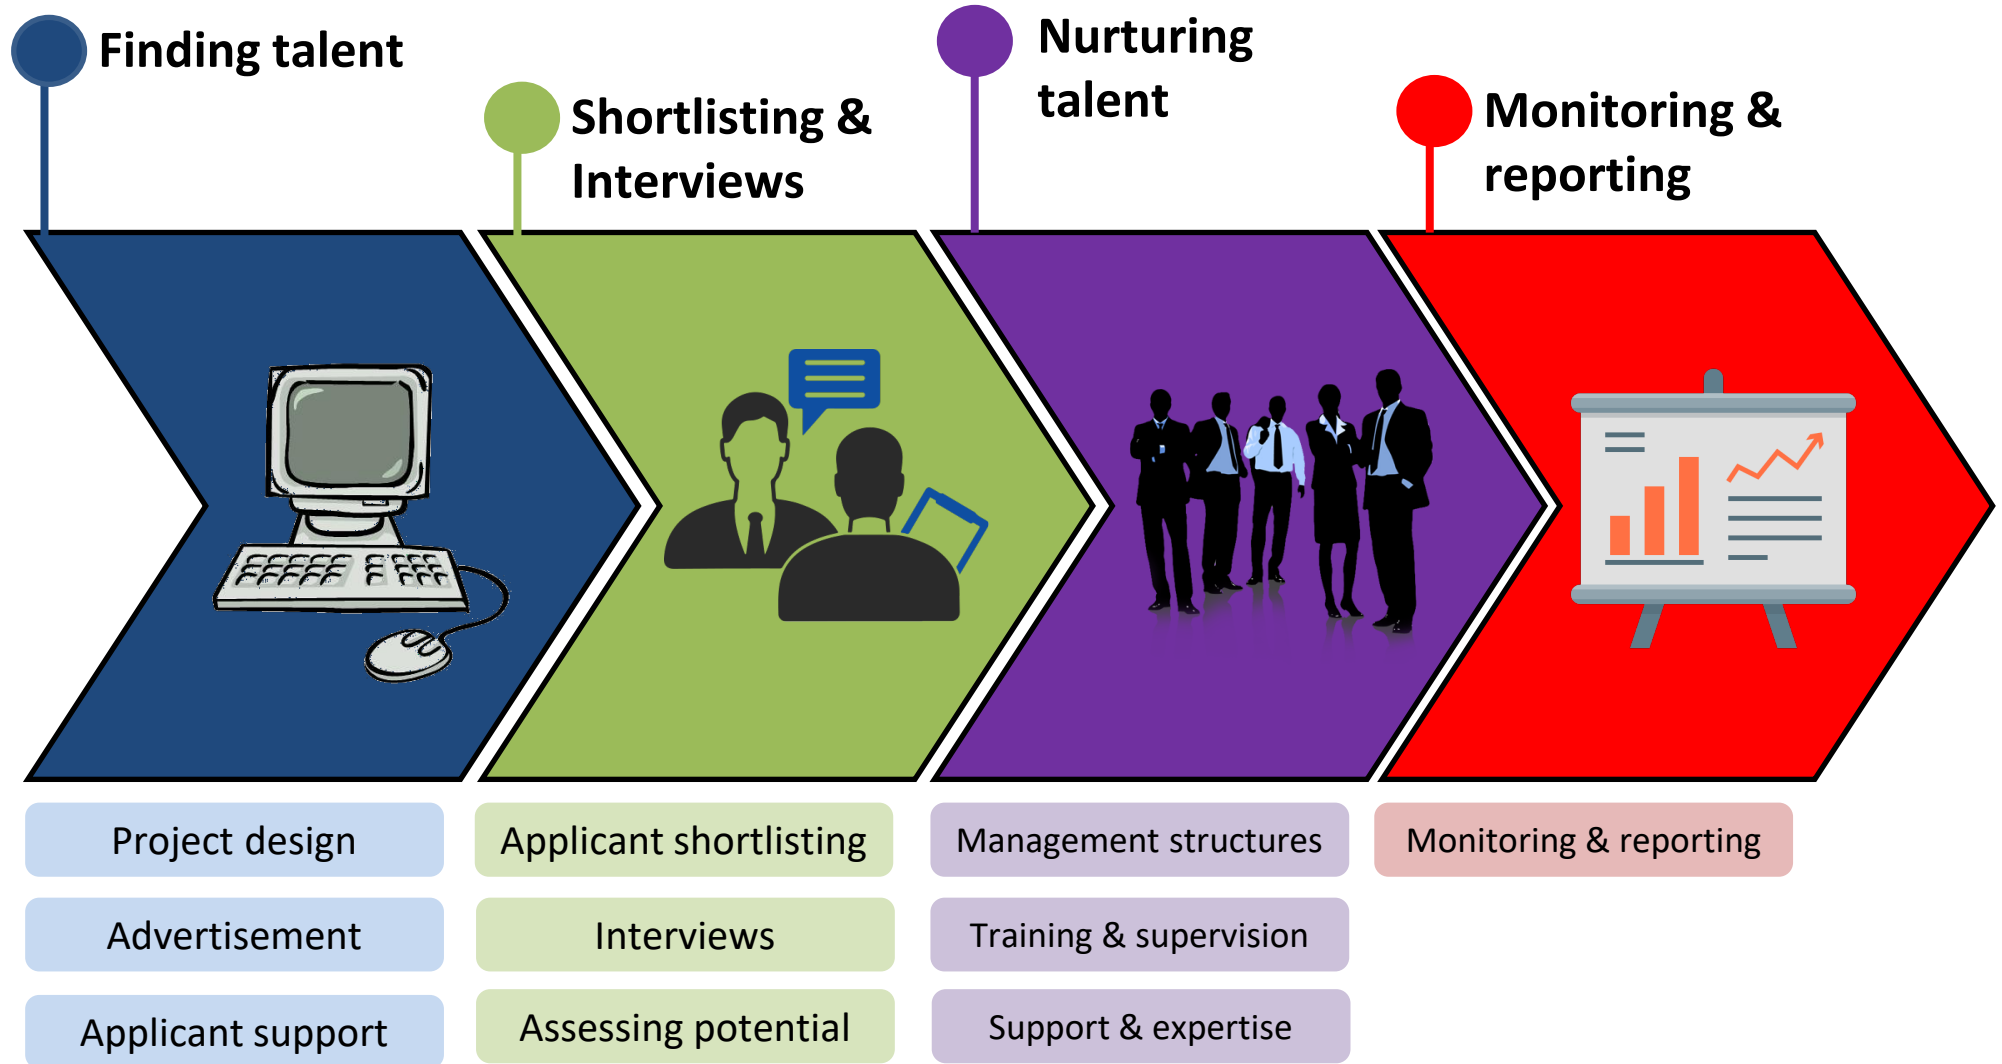 Finding talent
Shortlisting &
Interviews
Nurturing
talent
Monitoring &
reporting
Project design
Advertisement
Applicant support
Applicant shortlisting
Interviews
Assessing potential
Management structures
Training & supervision
Support & expertise
Monitoring & reporting